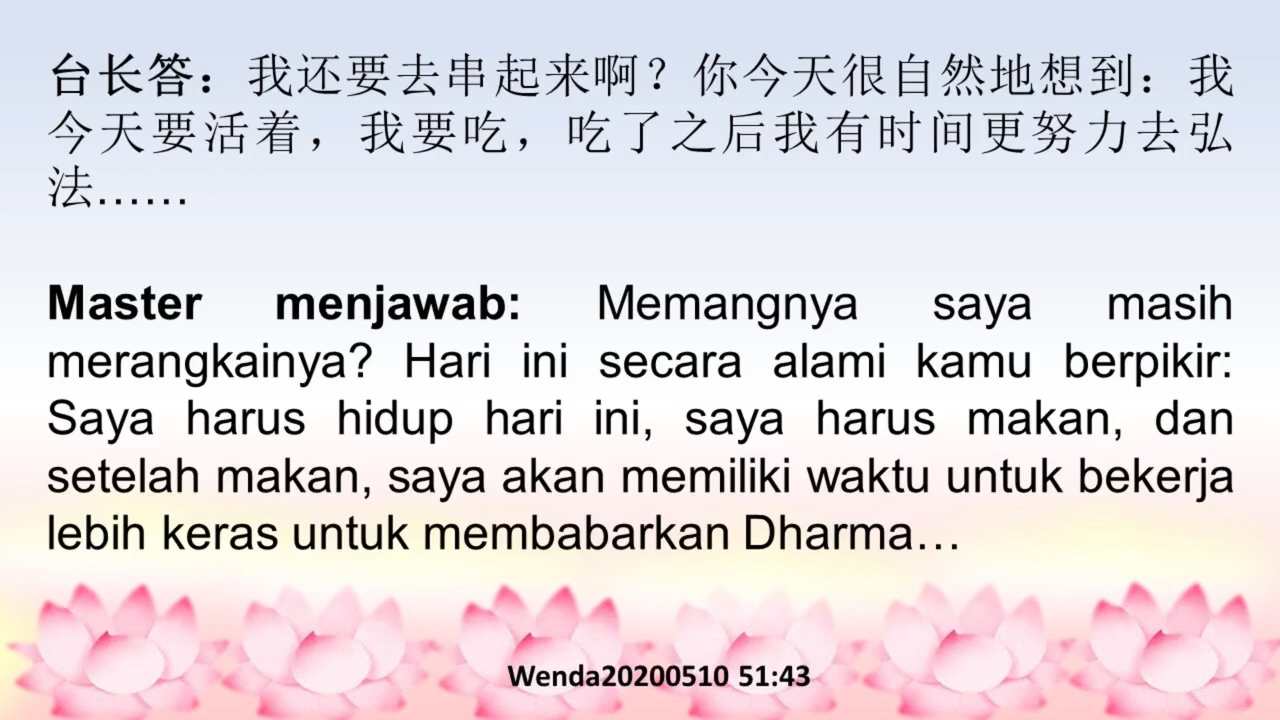 台长答：我还要去串起来啊？你今天很自然地想到：我
今天要活着，我要吃，吃了之后我有时间更努力去弘
法……
Master menjawab: Memangnya saya masih
merangkainya? Hari ini secara alami kamu berpikir:
Saya harus hidup hari ini, saya harus makan, dan
setelah makan, saya akan memiliki waktu untuk bekerja
lebih keras untuk membabarkan Dharma…
Wenda20200510 51:43